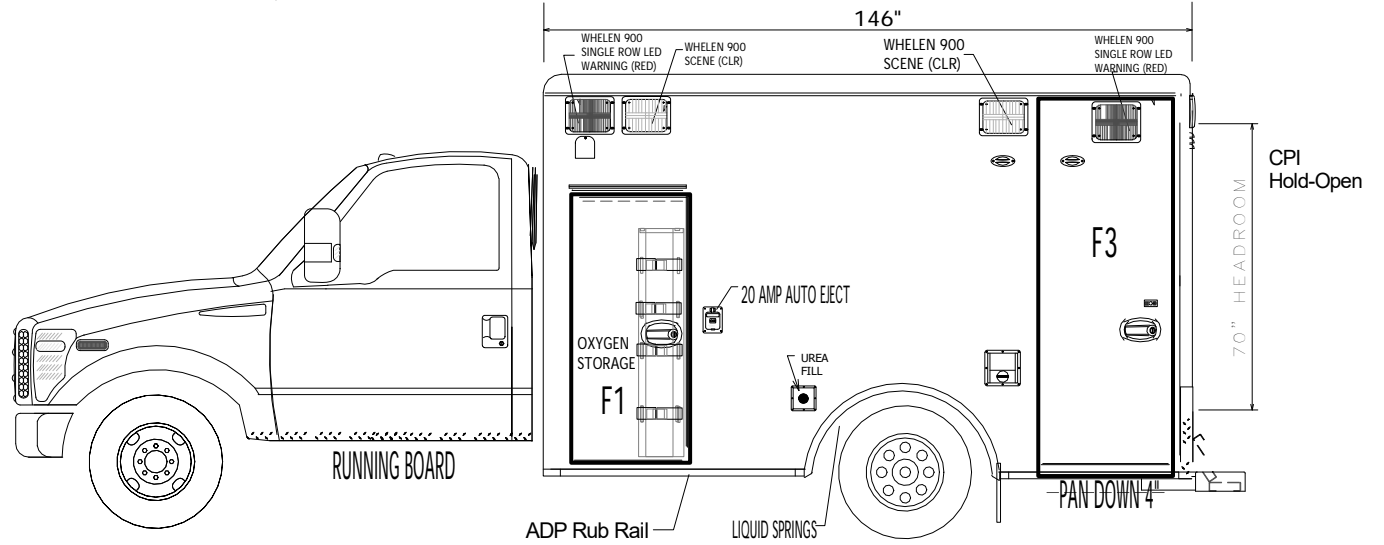 146"
WHELEN 900
SINGLE ROW LED
WARNING (RED)
WHELEN 900
SCENE (CLR)
WHELEN 900
SCENE (CLR)
WHELEN 900
SINGLE ROW LED
WARNING (RED)
CPI
Hold-Open
70" HEADROOM
F3
20 AMP AUTO EJECT
OXYGEN
STORAGE
F1
UREA
FILL
RUNNING BOARD
PAN DOWN 4"
ADP Rub Rail
LIQUID SPRINGS